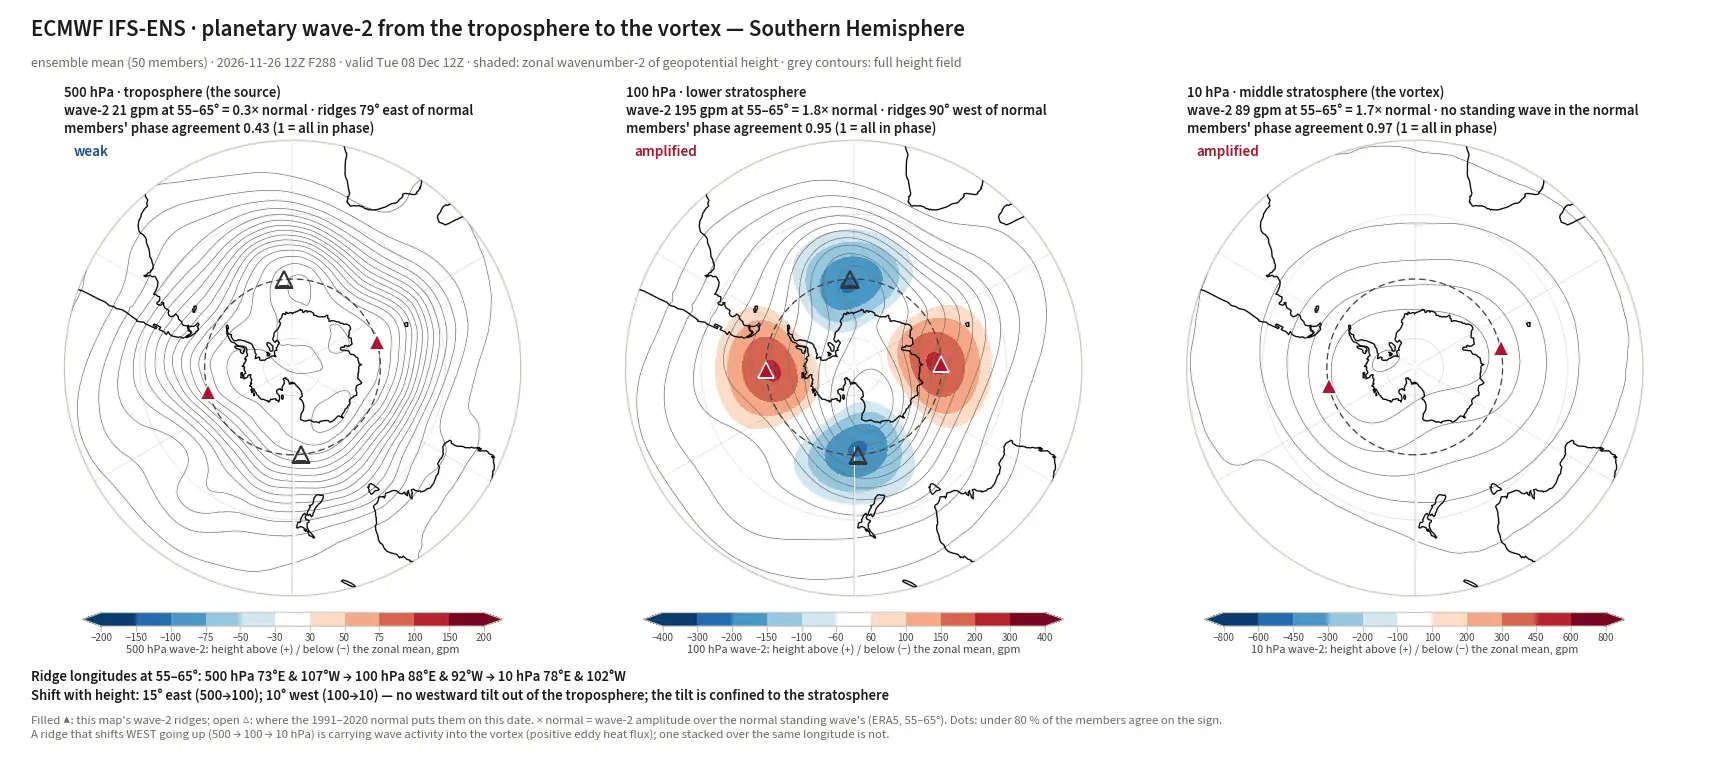 ECMWF IFS-ENS · planetary wave-2 from the troposphere to the vortex — Southern Hemisphere
ensemble mean (50 members) · 2026-11-26 12Z F288 · valid Tue 08 Dec 12Z · shaded: zonal wavenumber-2 of geopotential height · grey contours: full height field
500 hPa · troposphere (the source)
wave-2 21 gpm at 55–65° = 0.3× normal · ridges 79° east of normal
members' phase agreement 0.43 (1 = all in phase)
weak
100 hPa · lower stratosphere
wave-2 195 gpm at 55–65° = 1.8× normal · ridges 90° west of normal
members' phase agreement 0.95 (1 = all in phase)
amplified
10 hPa · middle stratosphere (the vortex)
wave-2 89 gpm at 55–65° = 1.7× normal · no standing wave in the normal
members' phase agreement 0.97 (1 = all in phase)
amplified
−200 −150 −100 −75 −50 −30 30 50 75 100 150 200
500 hPa wave-2: height above (+) / below (−) the zonal mean, gpm
−400 −300 −200 −150 −100 −60 60 100 150 200 300 400
100 hPa wave-2: height above (+) / below (−) the zonal mean, gpm
−800 −600 −450 −300 −200 −100 100 200 300 450 600 800
10 hPa wave-2: height above (+) / below (−) the zonal mean, gpm
Ridge longitudes at 55–65°: 500 hPa 73°E & 107°W → 100 hPa 88°E & 92°W → 10 hPa 78°E & 102°W
Shift with height: 15° east (500→100); 10° west (100→10) — no westward tilt out of the troposphere; the tilt is confined to the stratosphere
Filled ▲: this map's wave-2 ridges; open △: where the 1991–2020 normal puts them on this date. × normal = wave-2 amplitude over the normal standing wave's (ERA5, 55–65°). Dots: under 80 % of the members agree on the sign.
A ridge that shifts WEST going up (500 → 100 → 10 hPa) is carrying wave activity into the vortex (positive eddy heat flux); one stacked over the same longitude is not.